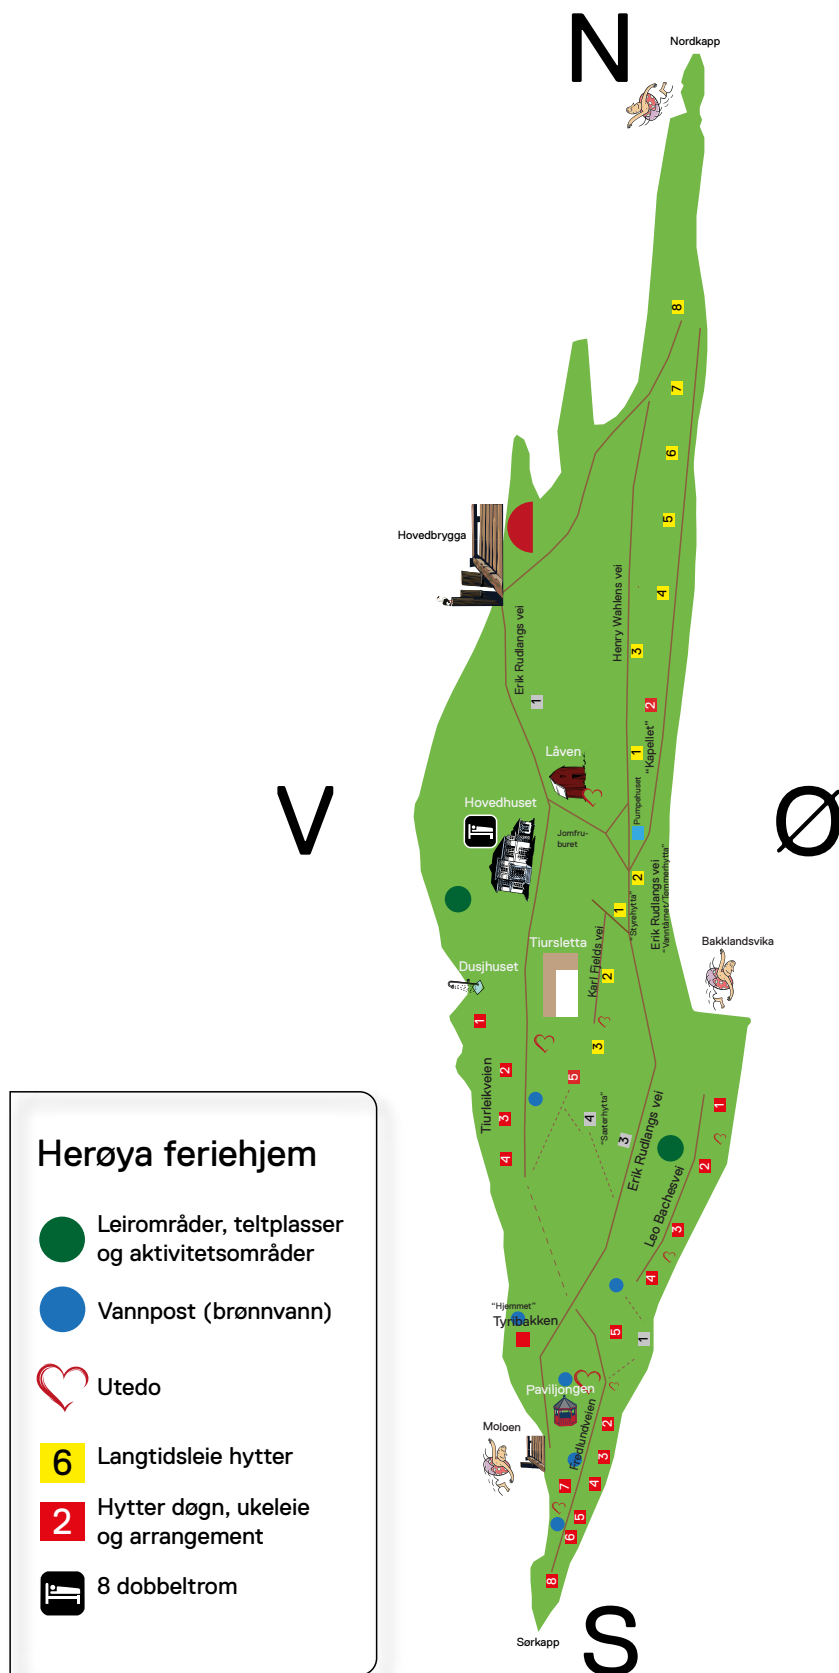 N
Nordkapp
8
7
6
5
Hovedbrygga
4
Henry Wahlens vei
3
Erik Rudlangs vei
1
2
"Kapellet"
Låven
1
Hovedhuset
Pumpehuset
V
Ø
Jomfru-
buret
2
Erik Rudlangs vei
"Vanntårnet/Tømmerhytta"
1
"Styrehytta"
Tiursletta
Karl Fjelds vei
Bakklandsvika
Dusjhuset
2
1
3
Tiurleikveien
2
5
3
4
"Sæterhytta"
3
4
Erik Rudlangs vei
1
2
Leo Bachesvei
3
4
"Hjemmet"
Tyribakken
5
1
Paviljongen
Fredlundveien
2
Moloen
3
7
4
5
6
8
Sørkapp
S
Herøya feriehjem
Leirområder, teltplasser
og aktivitetsområder
Vannpost (brønnvann)
Utedo
6
Langtidsleie hytter
2
Hytter døgn, ukeleie
og arrangement
8 dobbeltrom